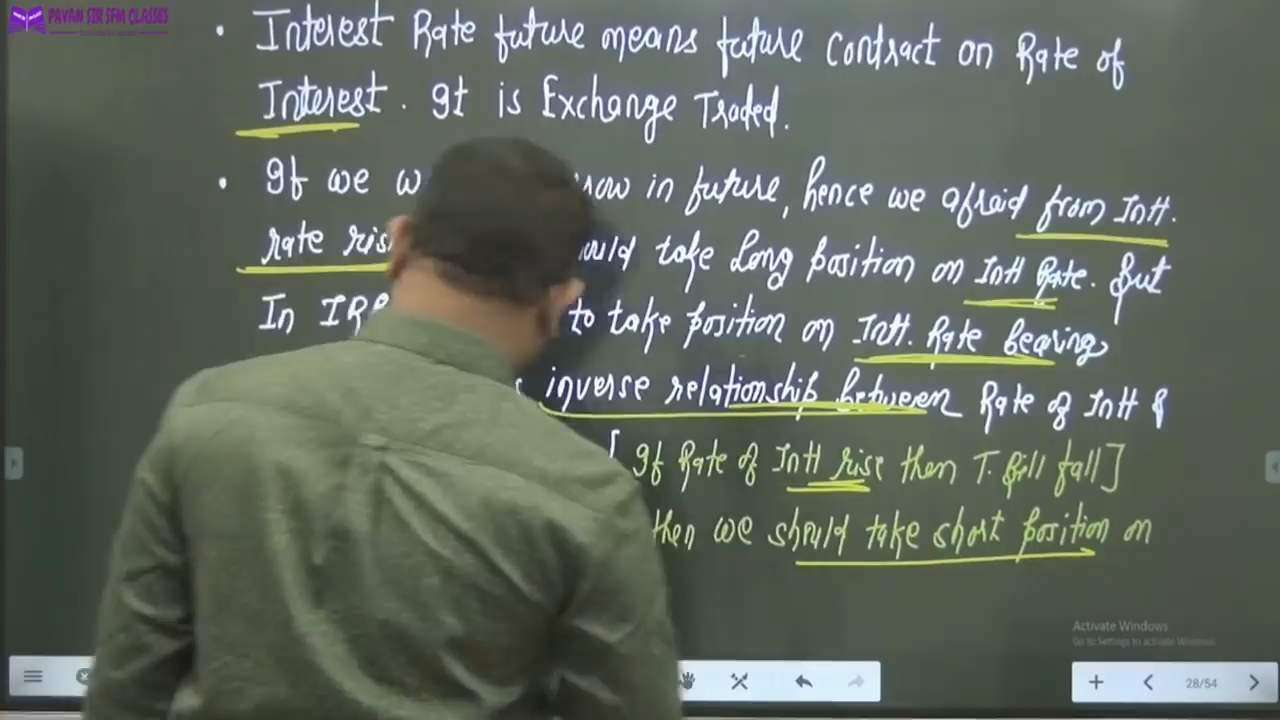 PAVAN SIR SFM CLASSES
• Interest Rate future means future contract on Rate of
Interest. It is Exchange Traded.
• If we w row in future, hence we afraid from Intt.
rate ris ould take Long position on Intt Rate. But
In IR to take position on Intt. Rate bearing
inverse relationship between Rate of Intt &
[If Rate of Intt rise then T. Bill fall]
then we should take short position on
Activate Windows
Go to Settings to activate Windows.
28/54